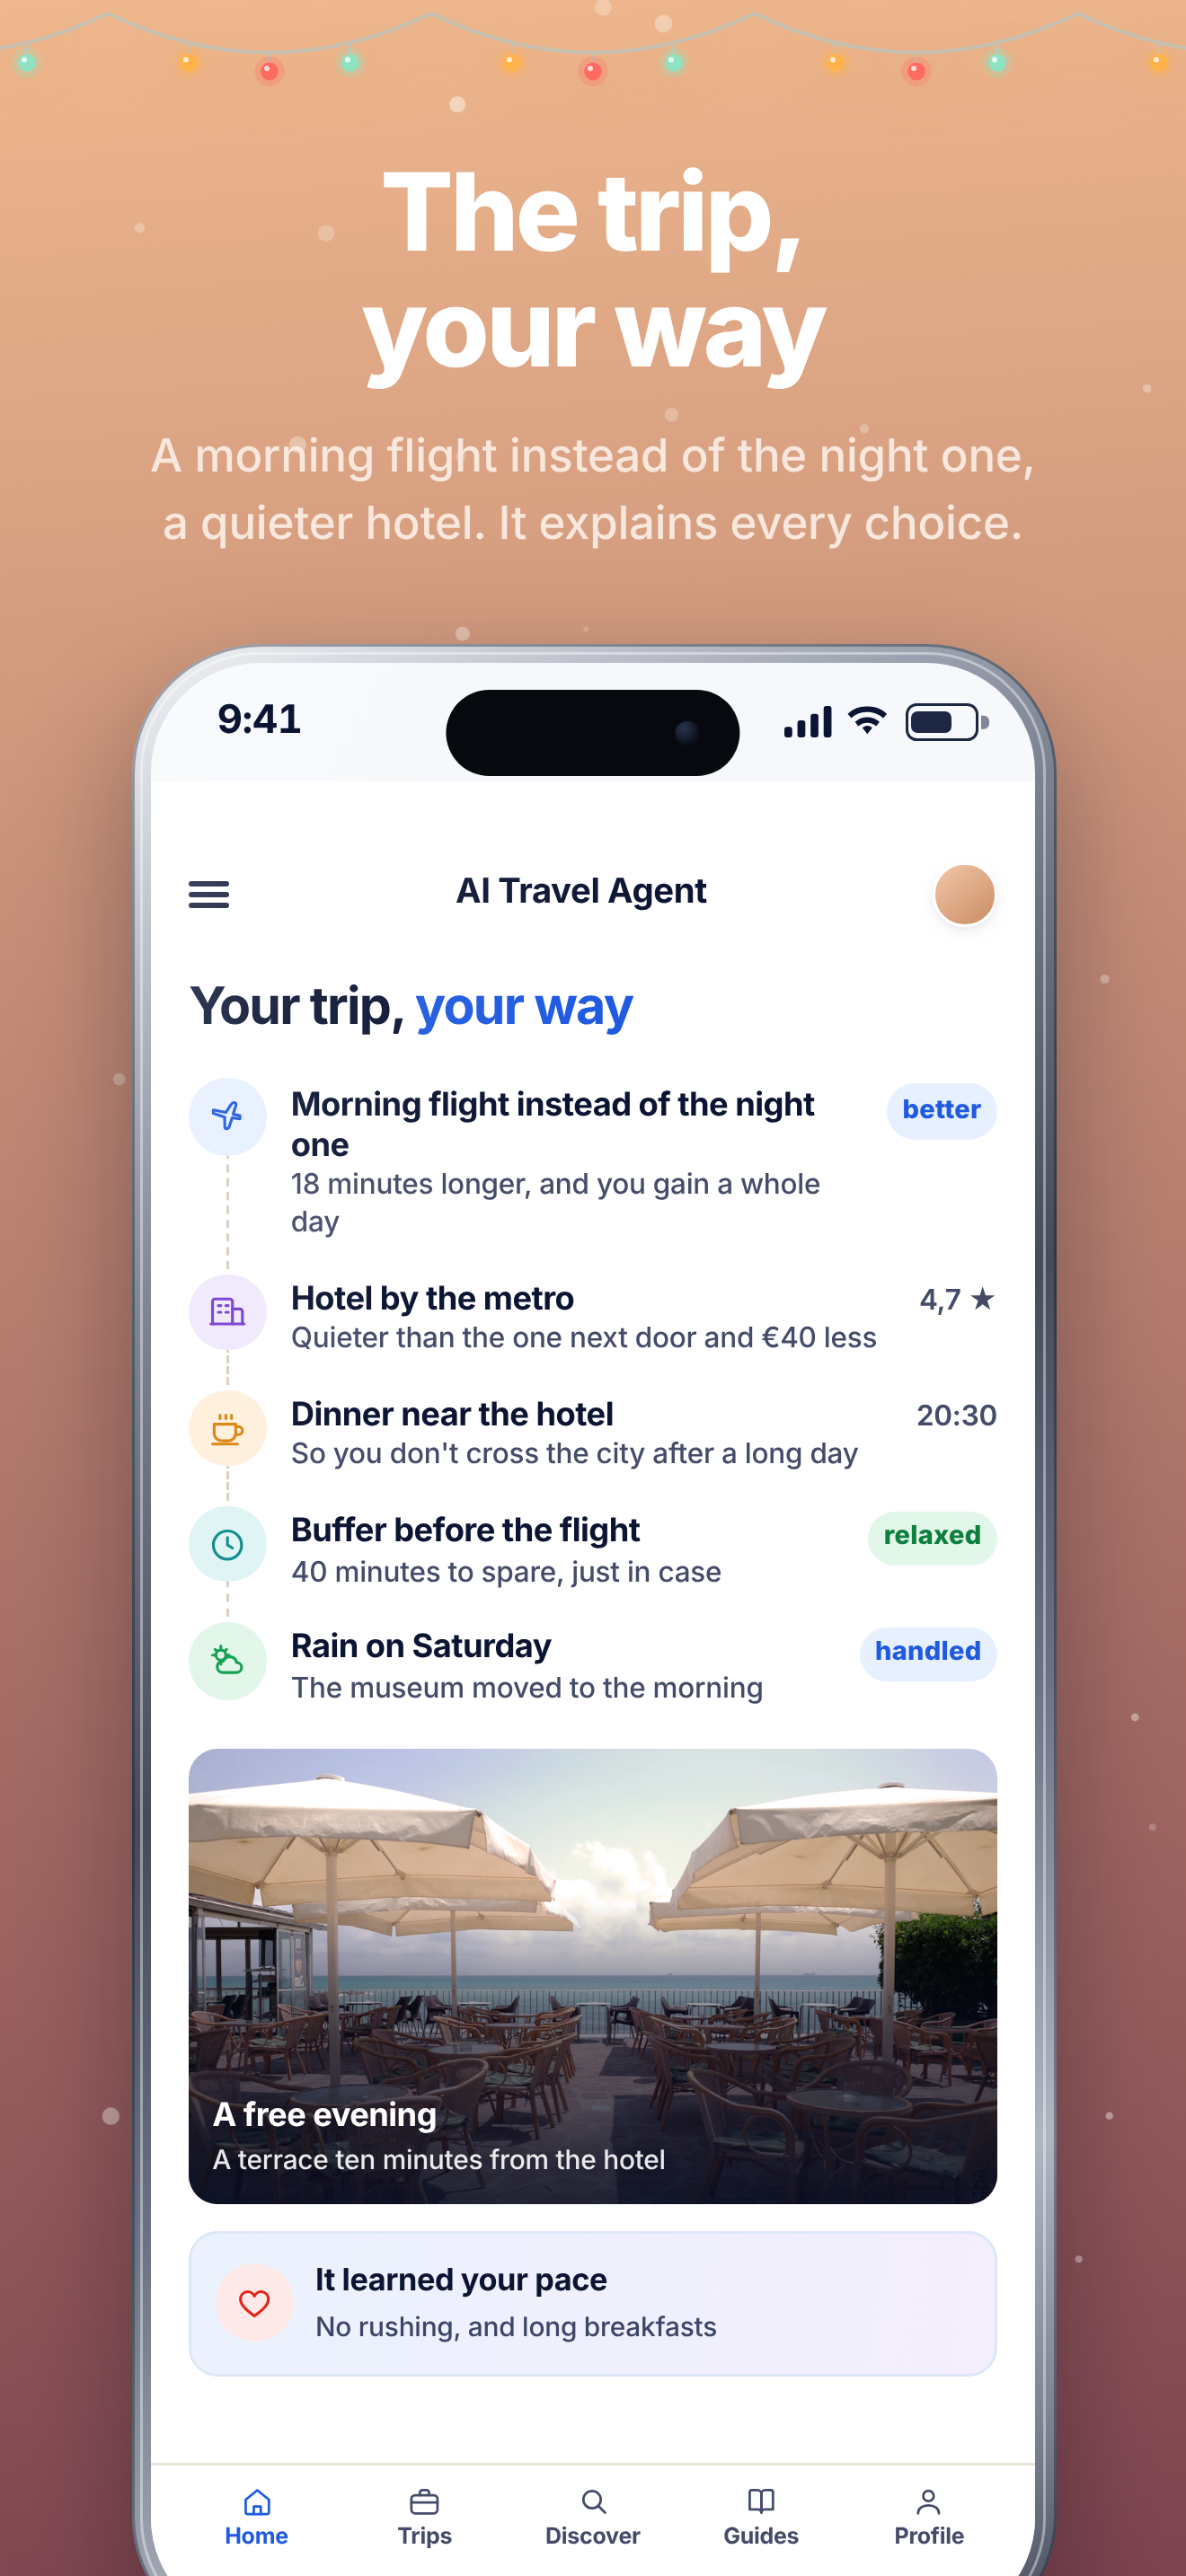 The trip,
your way
A morning flight instead of the night one,
a quieter hotel. It explains every choice.
9:41
AI Travel Agent
Your trip, your way
Morning flight instead of the night
one
better
18 minutes longer, and you gain a whole
day
Hotel by the metro
4,7 ★
Quieter than the one next door and €40 less
Dinner near the hotel
20:30
So you don't cross the city after a long day
Buffer before the flight
relaxed
40 minutes to spare, just in case
Rain on Saturday
handled
The museum moved to the morning
A free evening
A terrace ten minutes from the hotel
It learned your pace
No rushing, and long breakfasts
Home
Trips
Discover
Guides
Profile